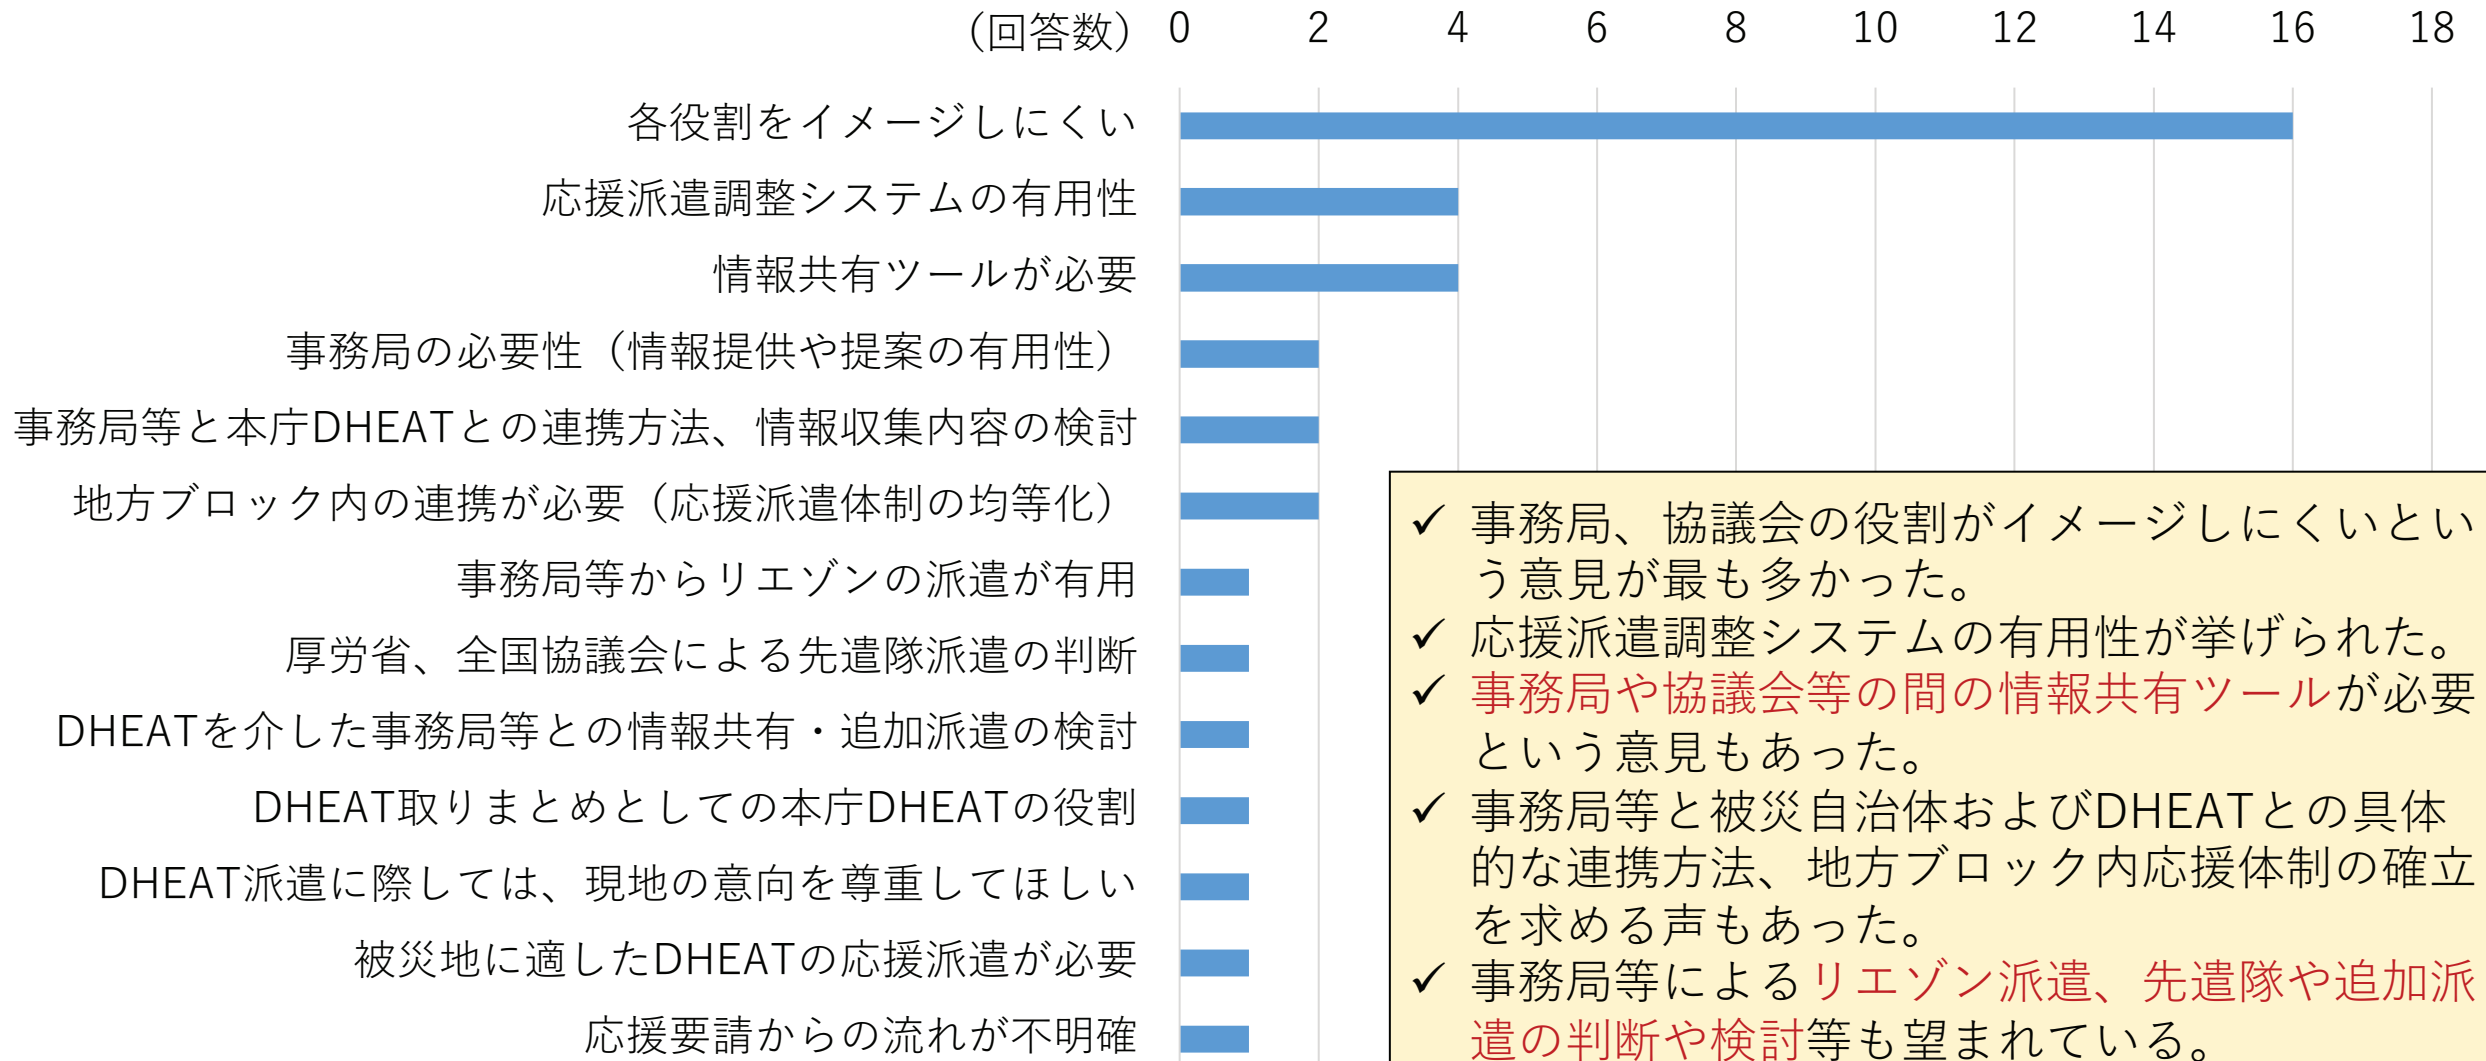 （回答数） 0 2 4 6 8 10 12 14 16 18
各役割をイメージしにくい
応援派遣調整システムの有用性
情報共有ツールが必要
事務局の必要性（情報提供や提案の有用性）
事務局等と本庁DHEATとの連携方法、情報収集内容の検討
地方ブロック内の連携が必要（応援派遣体制の均等化）
事務局等からリエゾンの派遣が有用
厚労省、全国協議会による先遣隊派遣の判断
DHEATを介した事務局等との情報共有・追加派遣の検討
DHEAT取りまとめとしての本庁DHEATの役割
DHEAT派遣に際しては、現地の意向を尊重してほしい
被災地に適したDHEATの応援派遣が必要
応援要請からの流れが不明確
✓ 事務局、協議会の役割がイメージしにくいとい
う意見が最も多かった。
✓ 応援派遣調整システムの有用性が挙げられた。
✓ 事務局や協議会等の間の情報共有ツールが必要
という意見もあった。
✓ 事務局等と被災自治体およびDHEATとの具体
的な連携方法、地方ブロック内応援体制の確立
を求める声もあった。
✓ 事務局等によるリエゾン派遣、先遣隊や追加派
遣の判断や検討等も望まれている。